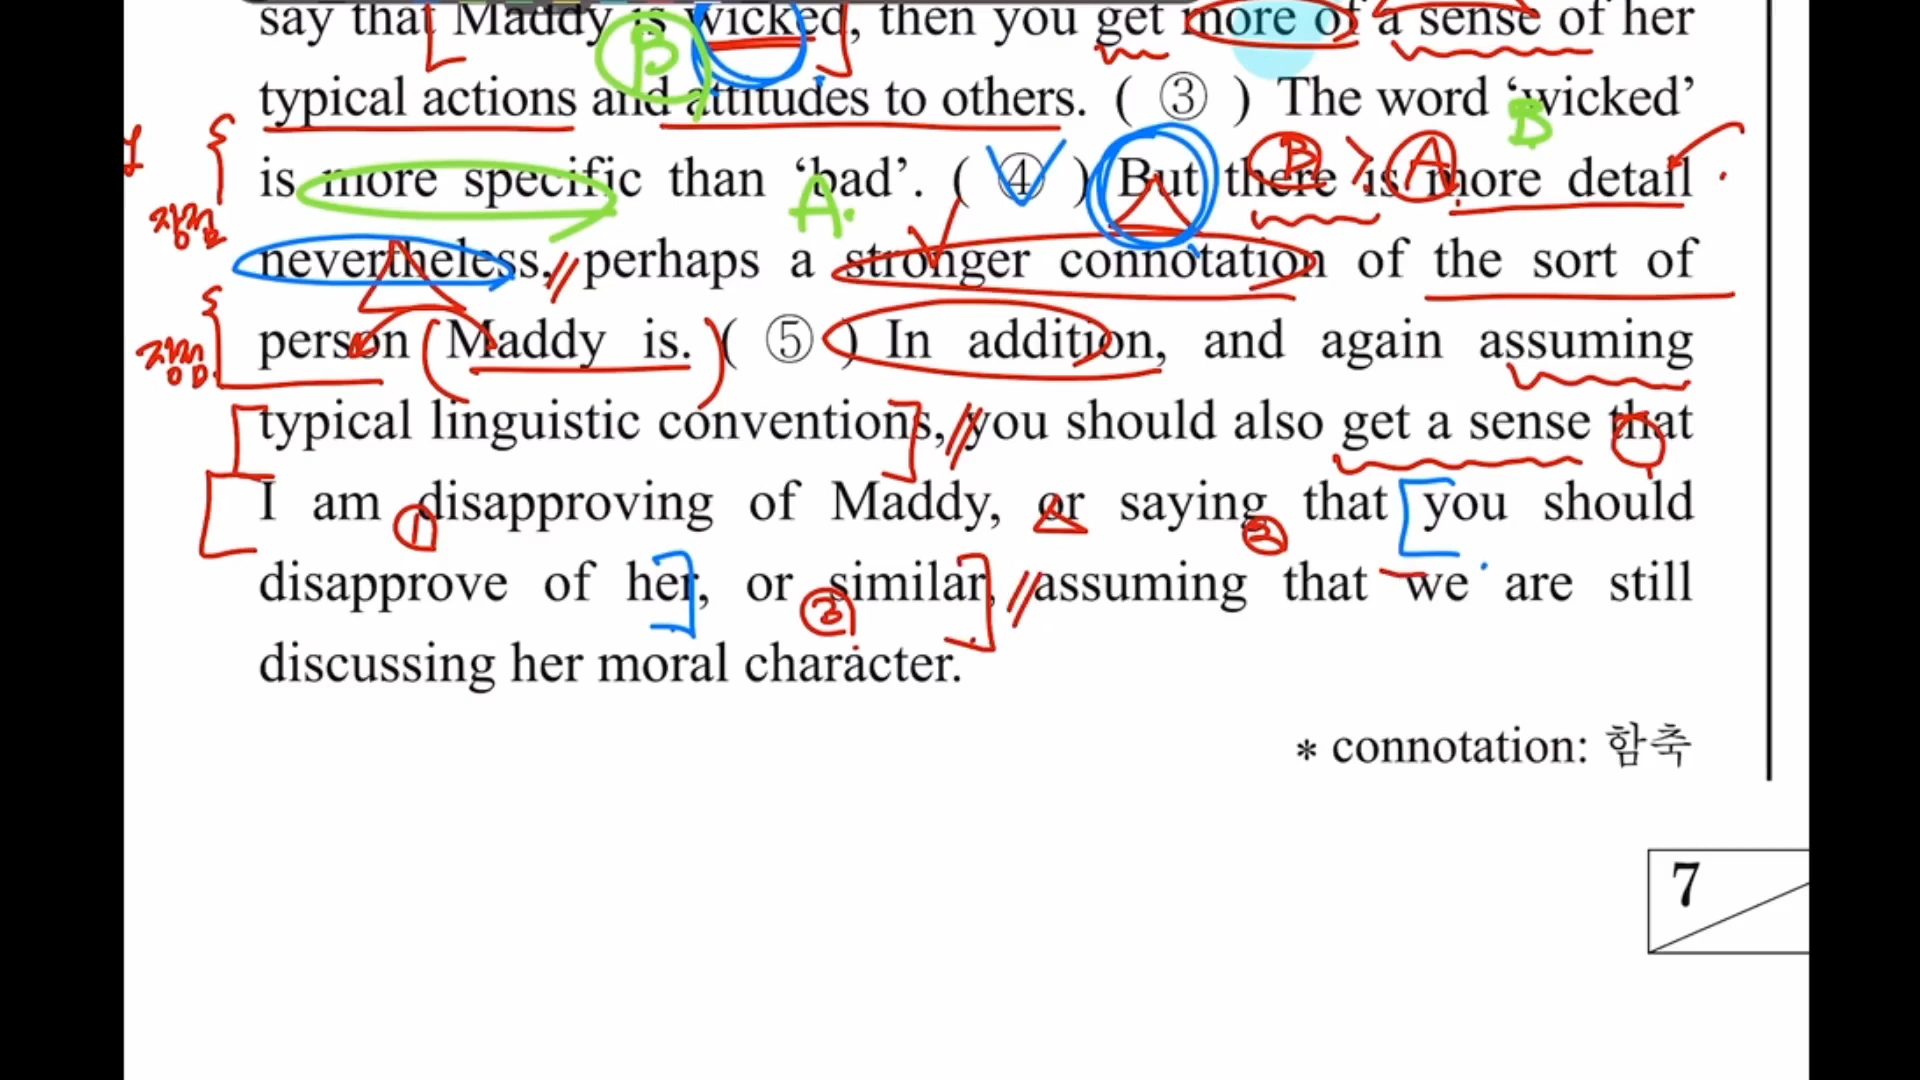 say that Maddy is wicked, then you get more of a sense of her
typical actions and attitudes to others. ( ③ ) The word ‘wicked’
is more specific than ‘bad’. ( ④ ) But there is more detail
nevertheless, perhaps a stronger connotation of the sort of
person Maddy is. ( ⑤ ) In addition, and again assuming
typical linguistic conventions, you should also get a sense that
I am disapproving of Maddy, or saying that you should
disapprove of her, or similar, assuming that we are still
discussing her moral character.
* connotation: 함축
7
B
B
A
B > A
①
②
③